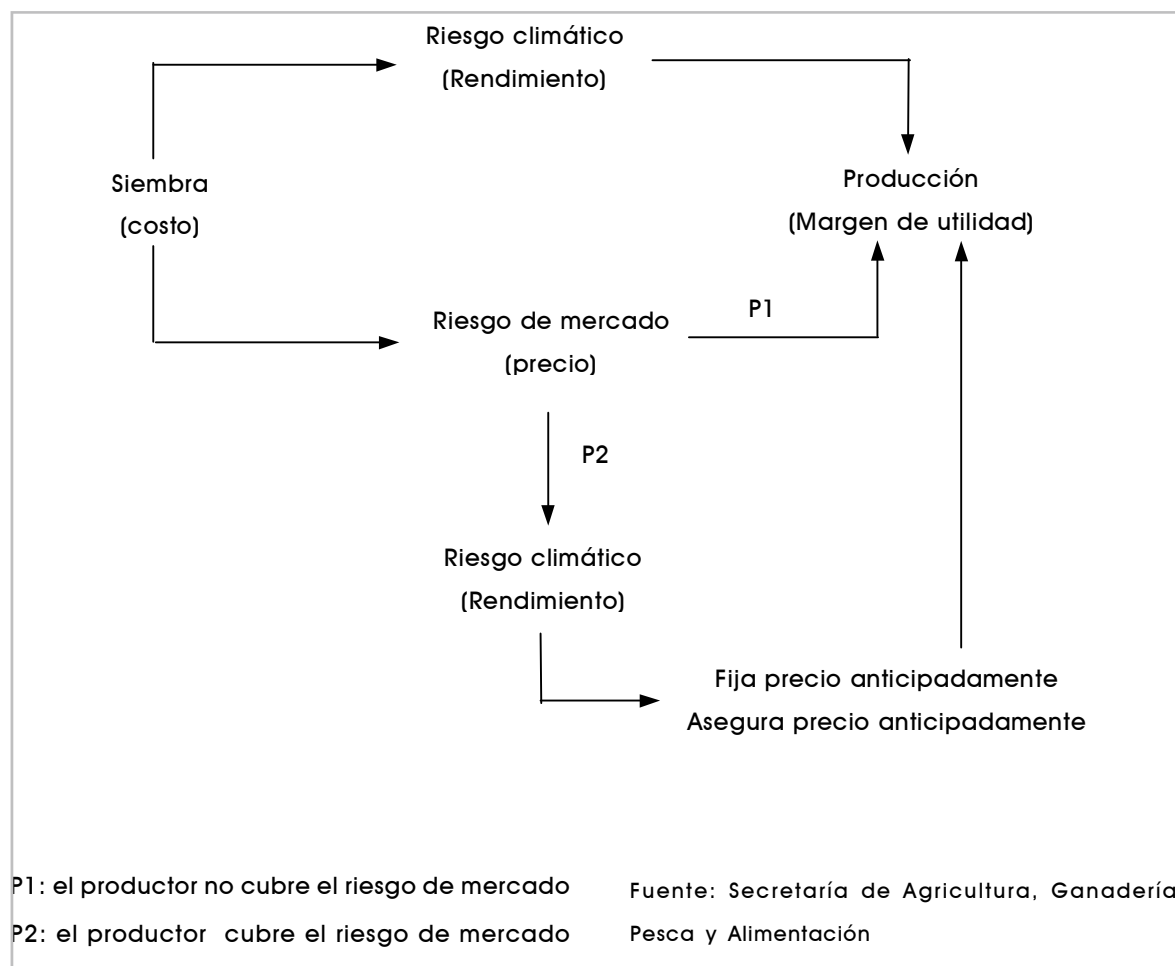 Riesgo climático
(Rendimiento)
Siembra
(costo)
Producción
(Margen de utilidad)
P1
Riesgo de mercado
(precio)
P2
Riesgo climático
(Rendimiento)
Fija precio anticipadamente
Asegura precio anticipadamente
P1: el productor no cubre el riesgo de mercado
P2: el productor cubre el riesgo de mercado
Fuente: Secretaría de Agricultura, Ganadería
Pesca y Alimentación